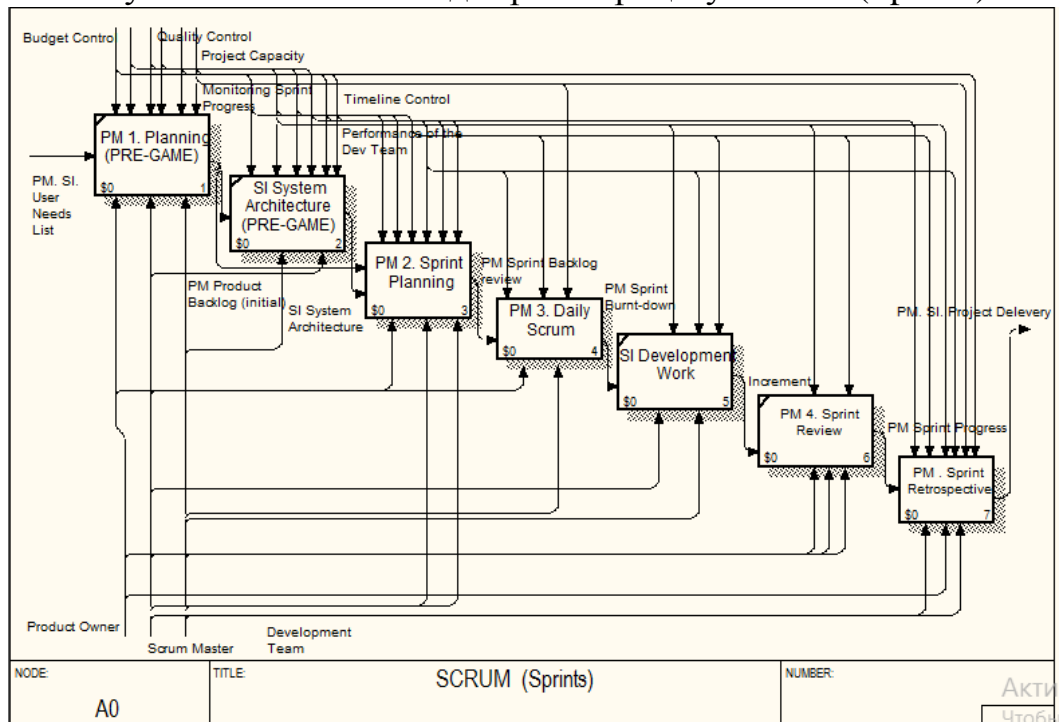 Budget Control
Quality Control
Project Capacity
Monitoring Sprint
Progress
Timeline Control
Performance of the
Dev Team
PM 1. Planning
(PRE-GAME)
$0 1
PM. SI.
User
Needs
List
SI System
Architecture
(PRE-GAME)
$0 2
PM Product
Backlog (initial)
SI System
Architecture
PM 2. Sprint
Planning
$0 3
PM Sprint Backlog
review
PM 3. Daily
Scrum
$0 4
PM Sprint
Burnt-down
SI Development
Work
$0 5
Increment
PM 4. Sprint
Review
$0 6
PM Sprint Progress
PM . Sprint
Retrospective
$0 7
PM. SI. Project Delevery
Product Owner
Scrum Master
Development
Team
NODE:
A0
TITLE:
SCRUM (Sprints)
NUMBER: